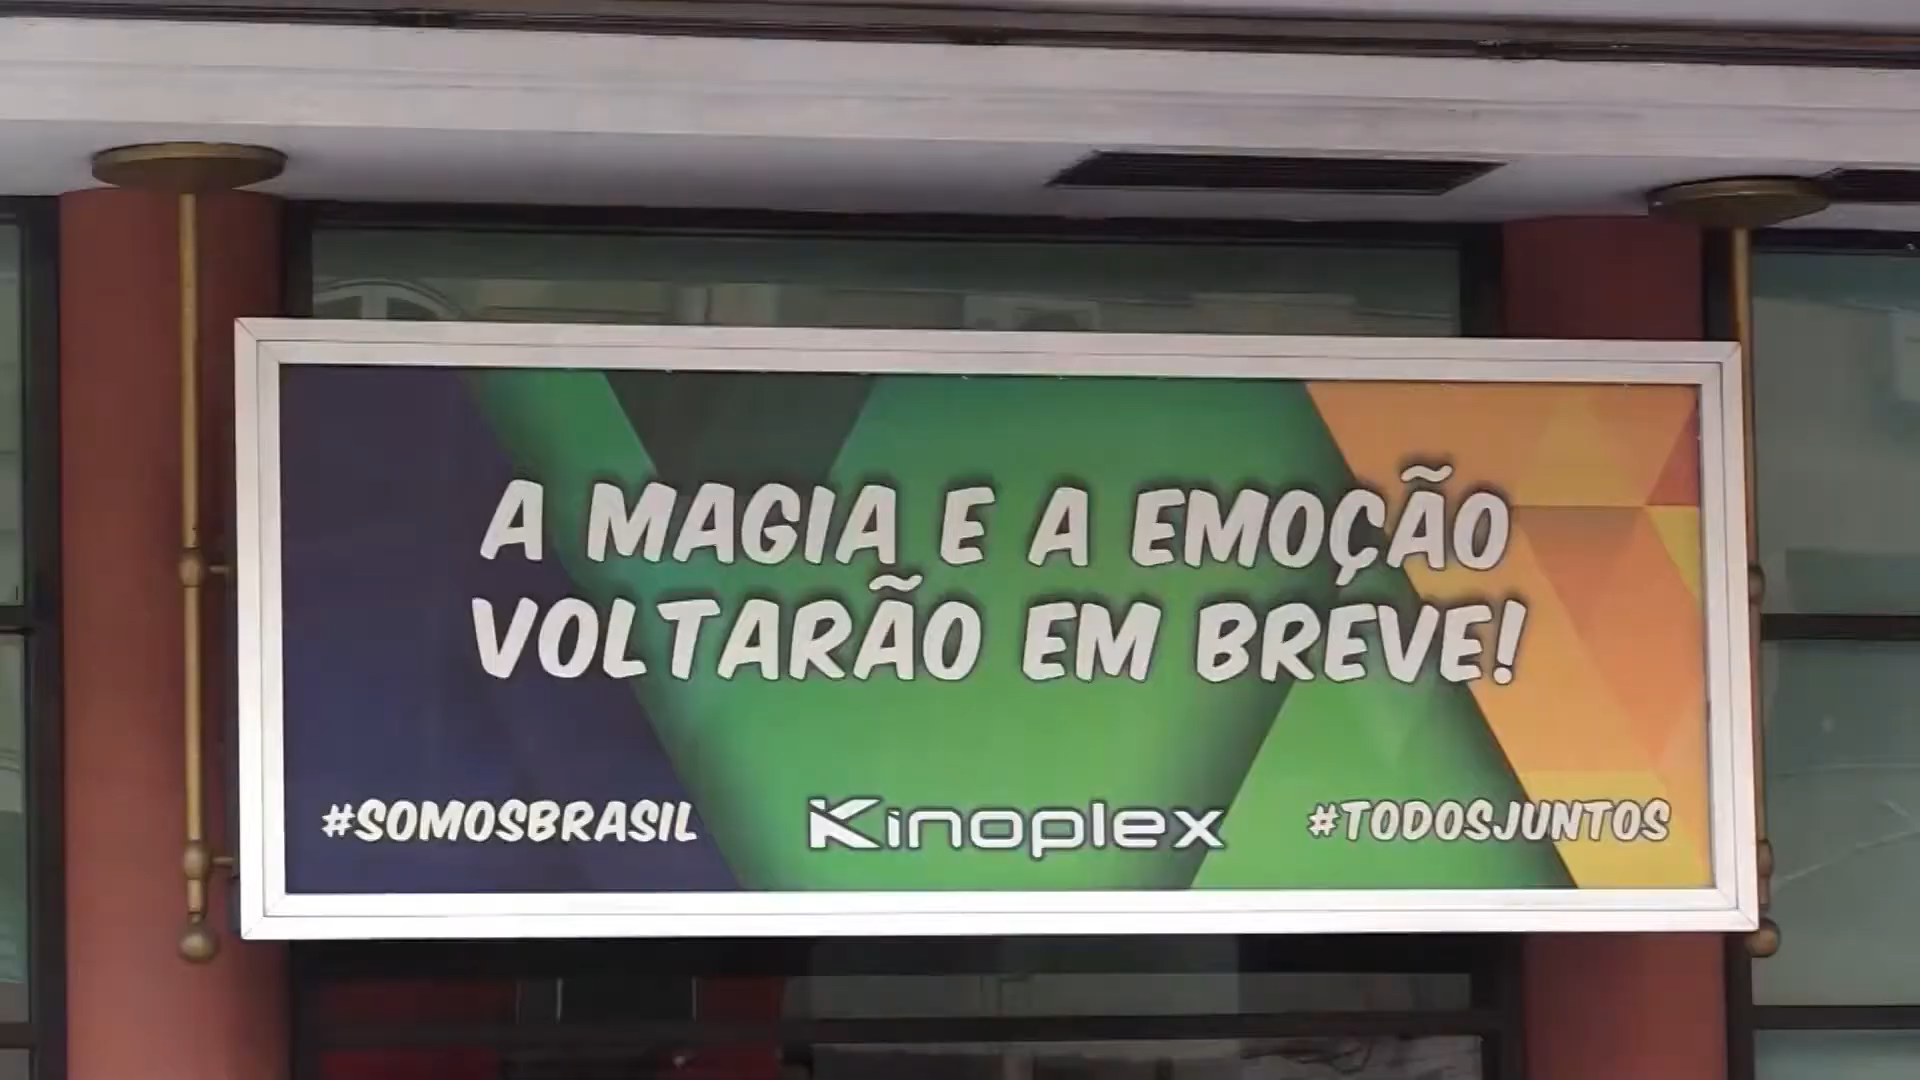 A MAGIA E A EMOÇÃO
VOLTARÃO EM BREVE!
#SOMOSBRASIL Kinoplex #TODOSJUNTOS